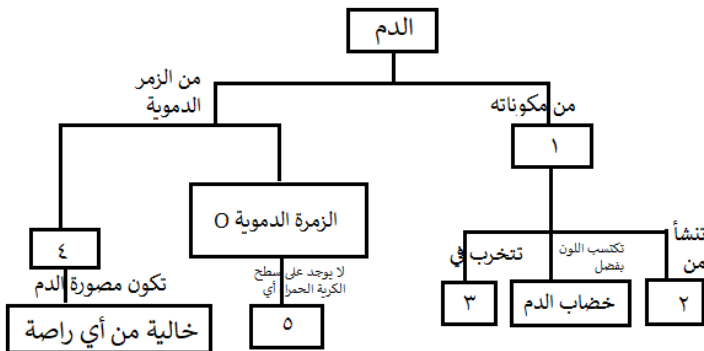 الدم
من الزمر
الدموية
من مكوناته
١
الزمرة الدموية O
٤
تكون مصورة الدم
خالية من أي راصة
لا يوجد على سطح
الكرية الحمراء أي
٥
تنشأ
من
٢
تكتسب اللون
بفضل
خضاب الدم
تتخرب في
٣